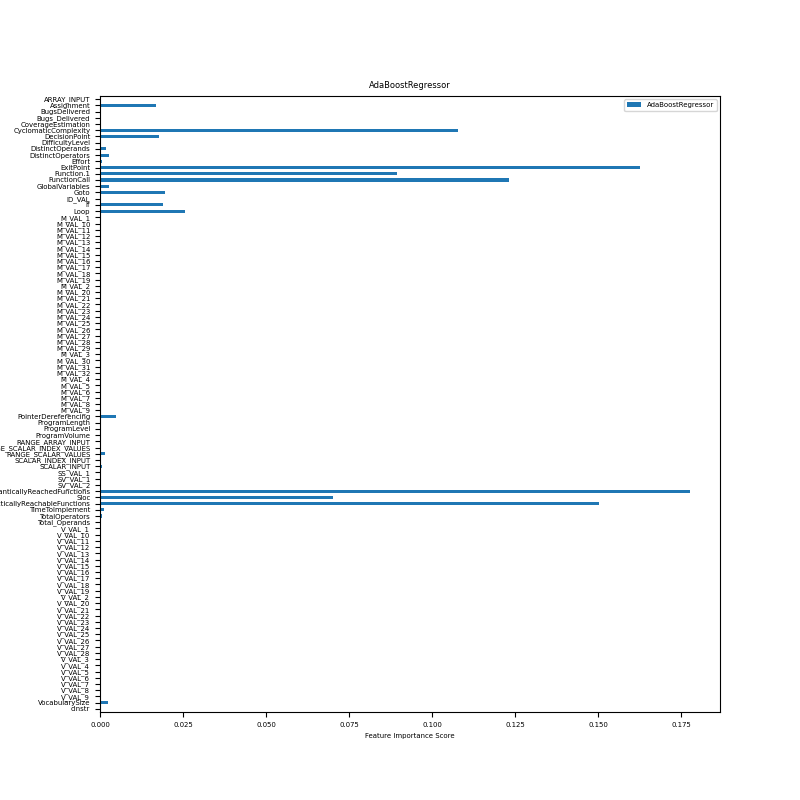 AdaBoostRegressor
AdaBoostRegressor
ARRAY_INPUT
Assignment
BugsDelivered
Bugs_Delivered
CoverageEstimation
CyclomaticComplexity
DecisionPoint
DifficultyLevel
DistinctOperands
DistinctOperators
Effort
ExitPoint
Function.1
FunctionCall
GlobalVariables
Goto
ID_VAL
If
Loop
M_VAL_1
M_VAL_10
M_VAL_11
M_VAL_12
M_VAL_13
M_VAL_14
M_VAL_15
M_VAL_16
M_VAL_17
M_VAL_18
M_VAL_19
M_VAL_2
M_VAL_20
M_VAL_21
M_VAL_22
M_VAL_23
M_VAL_24
M_VAL_25
M_VAL_26
M_VAL_27
M_VAL_28
M_VAL_29
M_VAL_3
M_VAL_30
M_VAL_31
M_VAL_32
M_VAL_4
M_VAL_5
M_VAL_6
M_VAL_7
M_VAL_8
M_VAL_9
PointerDereferencing
ProgramLength
ProgramLevel
ProgramVolume
RANGE_ARRAY_INPUT
E_SCALAR_INDEX_VALUES
RANGE_SCALAR_VALUES
SCALAR_INDEX_INPUT
SCALAR_INPUT
SS_VAL_1
SV_VAL_1
SV_VAL_2
anticallyReachedFunctions
Sloc
ticallyReachableFunctions
TimeToImplement
TotalOperators
Total_Operands
V_VAL_1
V_VAL_10
V_VAL_11
V_VAL_12
V_VAL_13
V_VAL_14
V_VAL_15
V_VAL_16
V_VAL_17
V_VAL_18
V_VAL_19
V_VAL_2
V_VAL_20
V_VAL_21
V_VAL_22
V_VAL_23
V_VAL_24
V_VAL_25
V_VAL_26
V_VAL_27
V_VAL_28
V_VAL_3
V_VAL_4
V_VAL_5
V_VAL_6
V_VAL_7
V_VAL_8
V_VAL_9
VocabularySize
cinstr
0.000 0.025 0.050 0.075 0.100 0.125 0.150 0.175
Feature Importance Score